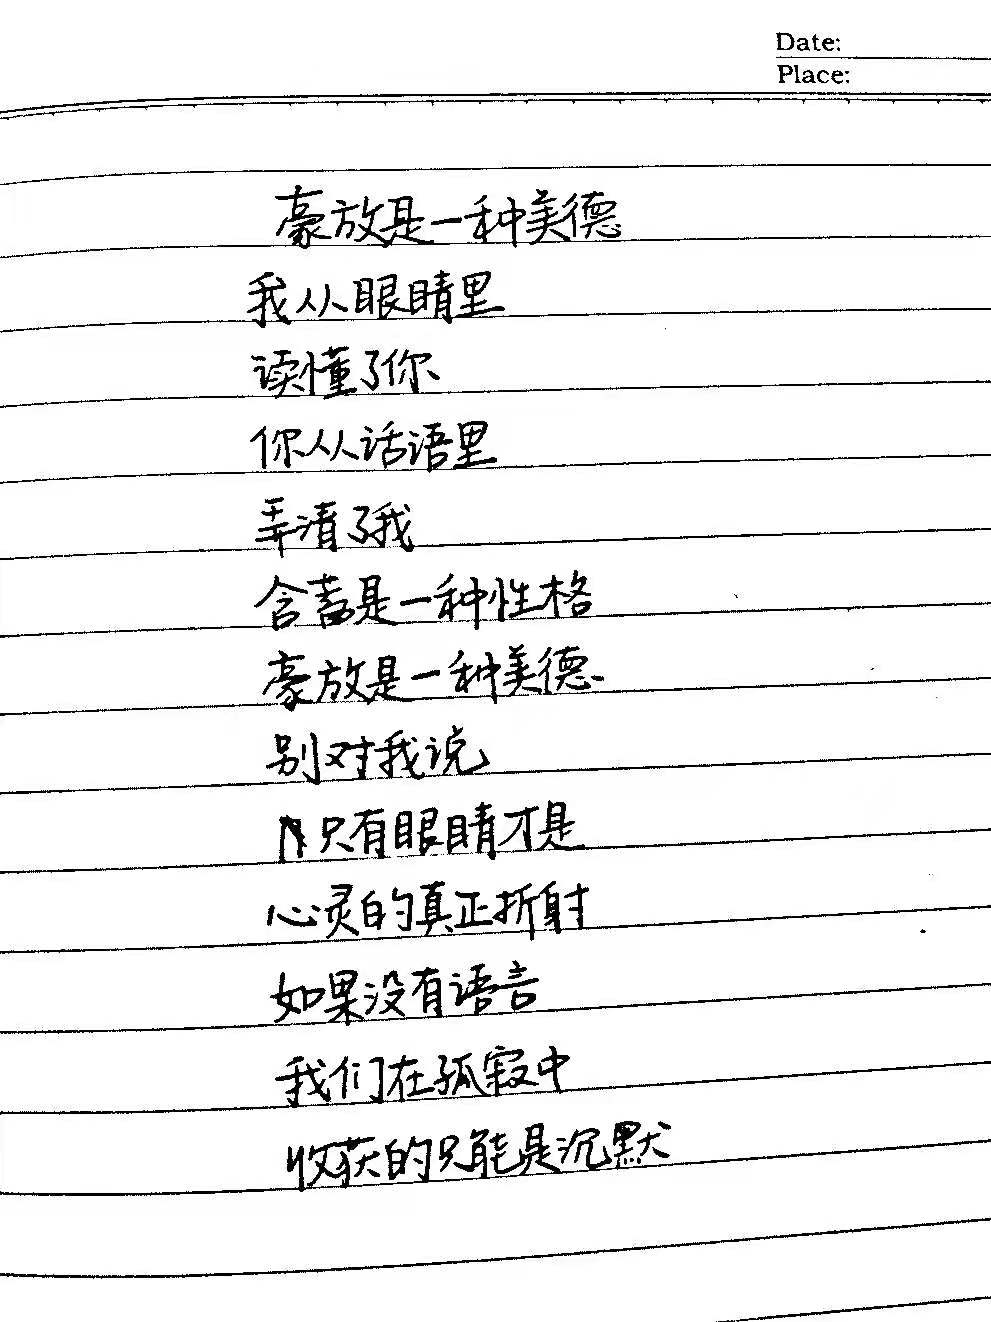 Date:
Place:
豪放是一种美德
我从眼睛里
读懂了你
你从话语里
弄清了我
含蓄是一种性格
豪放是一种美德
别对我说
只有眼睛才是
心灵的真正折射
如果没有语言
我们在孤寂中
收获的只能是沉默